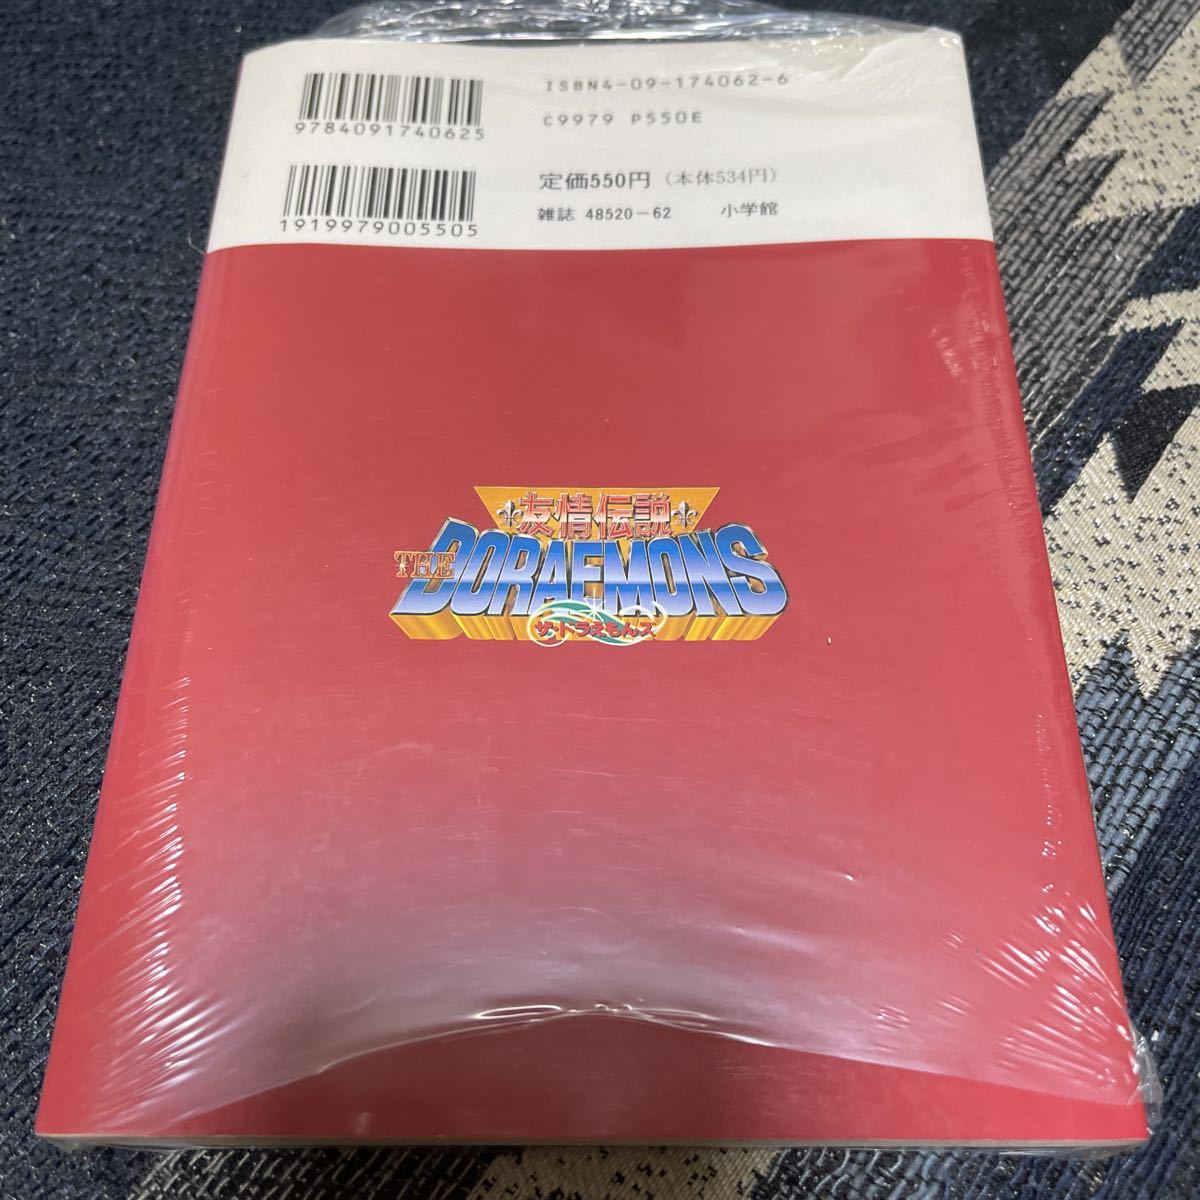 ISBN4-09-174062-6
9784091740625
C9979 P550E
定価550円（本体534円）
1919979005505
雑誌 48520-62 小学館
友情伝説
THE DORAEMONS
ザ・ドラえもんズ